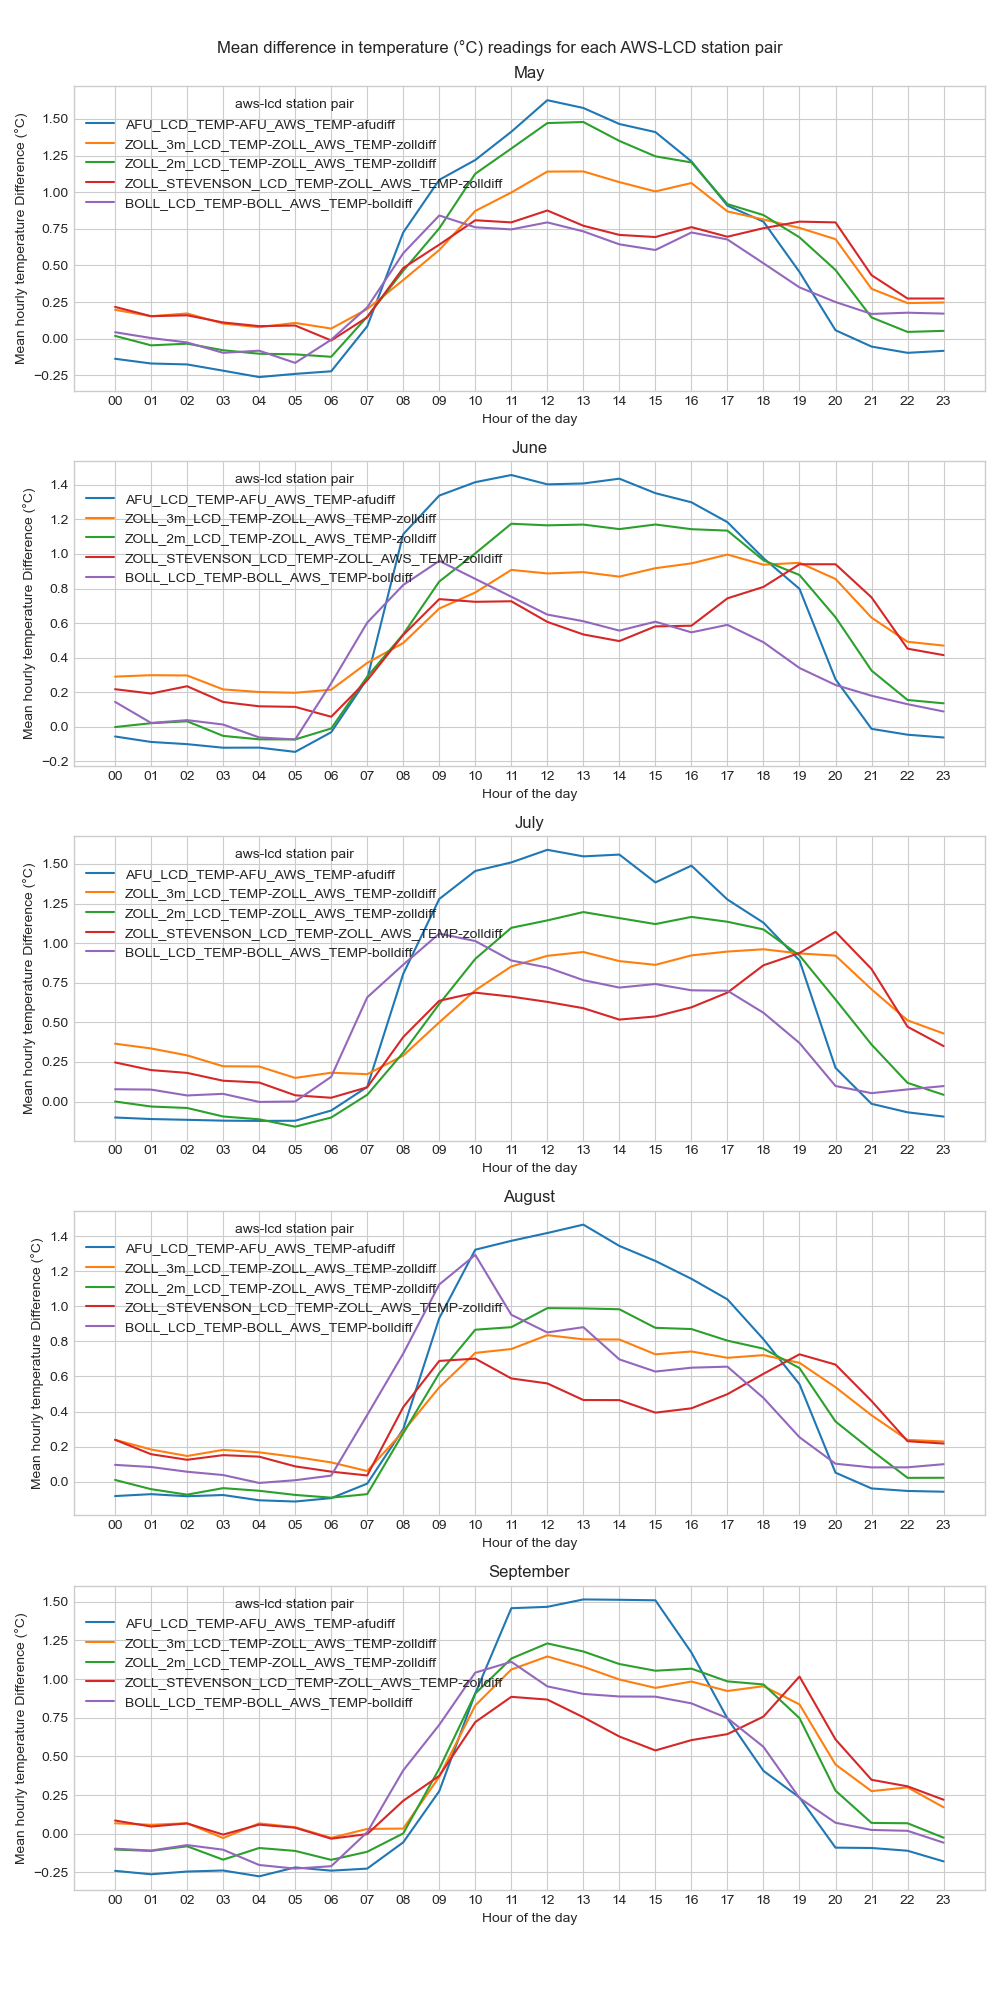 Mean difference in temperature (°C) readings for each AWS-LCD station pair
May
Mean hourly temperature Difference (°C)
aws-lcd station pair
AFU_LCD_TEMP-AFU_AWS_TEMP-afudiff
ZOLL_3m_LCD_TEMP-ZOLL_AWS_TEMP-zolldiff
ZOLL_2m_LCD_TEMP-ZOLL_AWS_TEMP-zolldiff
ZOLL_STEVENSON_LCD_TEMP-ZOLL_AWS_TEMP-zolldiff
BOLL_LCD_TEMP-BOLL_AWS_TEMP-bolldiff
1.50
1.25
1.00
0.75
0.50
0.25
0.00
−0.25
00 01 02 03 04 05 06 07 08 09 10 11 12 13 14 15 16 17 18 19 20 21 22 23
Hour of the day
June
Mean hourly temperature Difference (°C)
aws-lcd station pair
AFU_LCD_TEMP-AFU_AWS_TEMP-afudiff
ZOLL_3m_LCD_TEMP-ZOLL_AWS_TEMP-zolldiff
ZOLL_2m_LCD_TEMP-ZOLL_AWS_TEMP-zolldiff
ZOLL_STEVENSON_LCD_TEMP-ZOLL_AWS_TEMP-zolldiff
BOLL_LCD_TEMP-BOLL_AWS_TEMP-bolldiff
1.4
1.2
1.0
0.8
0.6
0.4
0.2
0.0
−0.2
00 01 02 03 04 05 06 07 08 09 10 11 12 13 14 15 16 17 18 19 20 21 22 23
Hour of the day
July
Mean hourly temperature Difference (°C)
aws-lcd station pair
AFU_LCD_TEMP-AFU_AWS_TEMP-afudiff
ZOLL_3m_LCD_TEMP-ZOLL_AWS_TEMP-zolldiff
ZOLL_2m_LCD_TEMP-ZOLL_AWS_TEMP-zolldiff
ZOLL_STEVENSON_LCD_TEMP-ZOLL_AWS_TEMP-zolldiff
BOLL_LCD_TEMP-BOLL_AWS_TEMP-bolldiff
1.50
1.25
1.00
0.75
0.50
0.25
0.00
00 01 02 03 04 05 06 07 08 09 10 11 12 13 14 15 16 17 18 19 20 21 22 23
Hour of the day
August
Mean hourly temperature Difference (°C)
aws-lcd station pair
AFU_LCD_TEMP-AFU_AWS_TEMP-afudiff
ZOLL_3m_LCD_TEMP-ZOLL_AWS_TEMP-zolldiff
ZOLL_2m_LCD_TEMP-ZOLL_AWS_TEMP-zolldiff
ZOLL_STEVENSON_LCD_TEMP-ZOLL_AWS_TEMP-zolldiff
BOLL_LCD_TEMP-BOLL_AWS_TEMP-bolldiff
1.4
1.2
1.0
0.8
0.6
0.4
0.2
0.0
00 01 02 03 04 05 06 07 08 09 10 11 12 13 14 15 16 17 18 19 20 21 22 23
Hour of the day
September
Mean hourly temperature Difference (°C)
aws-lcd station pair
AFU_LCD_TEMP-AFU_AWS_TEMP-afudiff
ZOLL_3m_LCD_TEMP-ZOLL_AWS_TEMP-zolldiff
ZOLL_2m_LCD_TEMP-ZOLL_AWS_TEMP-zolldiff
ZOLL_STEVENSON_LCD_TEMP-ZOLL_AWS_TEMP-zolldiff
BOLL_LCD_TEMP-BOLL_AWS_TEMP-bolldiff
1.50
1.25
1.00
0.75
0.50
0.25
0.00
−0.25
00 01 02 03 04 05 06 07 08 09 10 11 12 13 14 15 16 17 18 19 20 21 22 23
Hour of the day